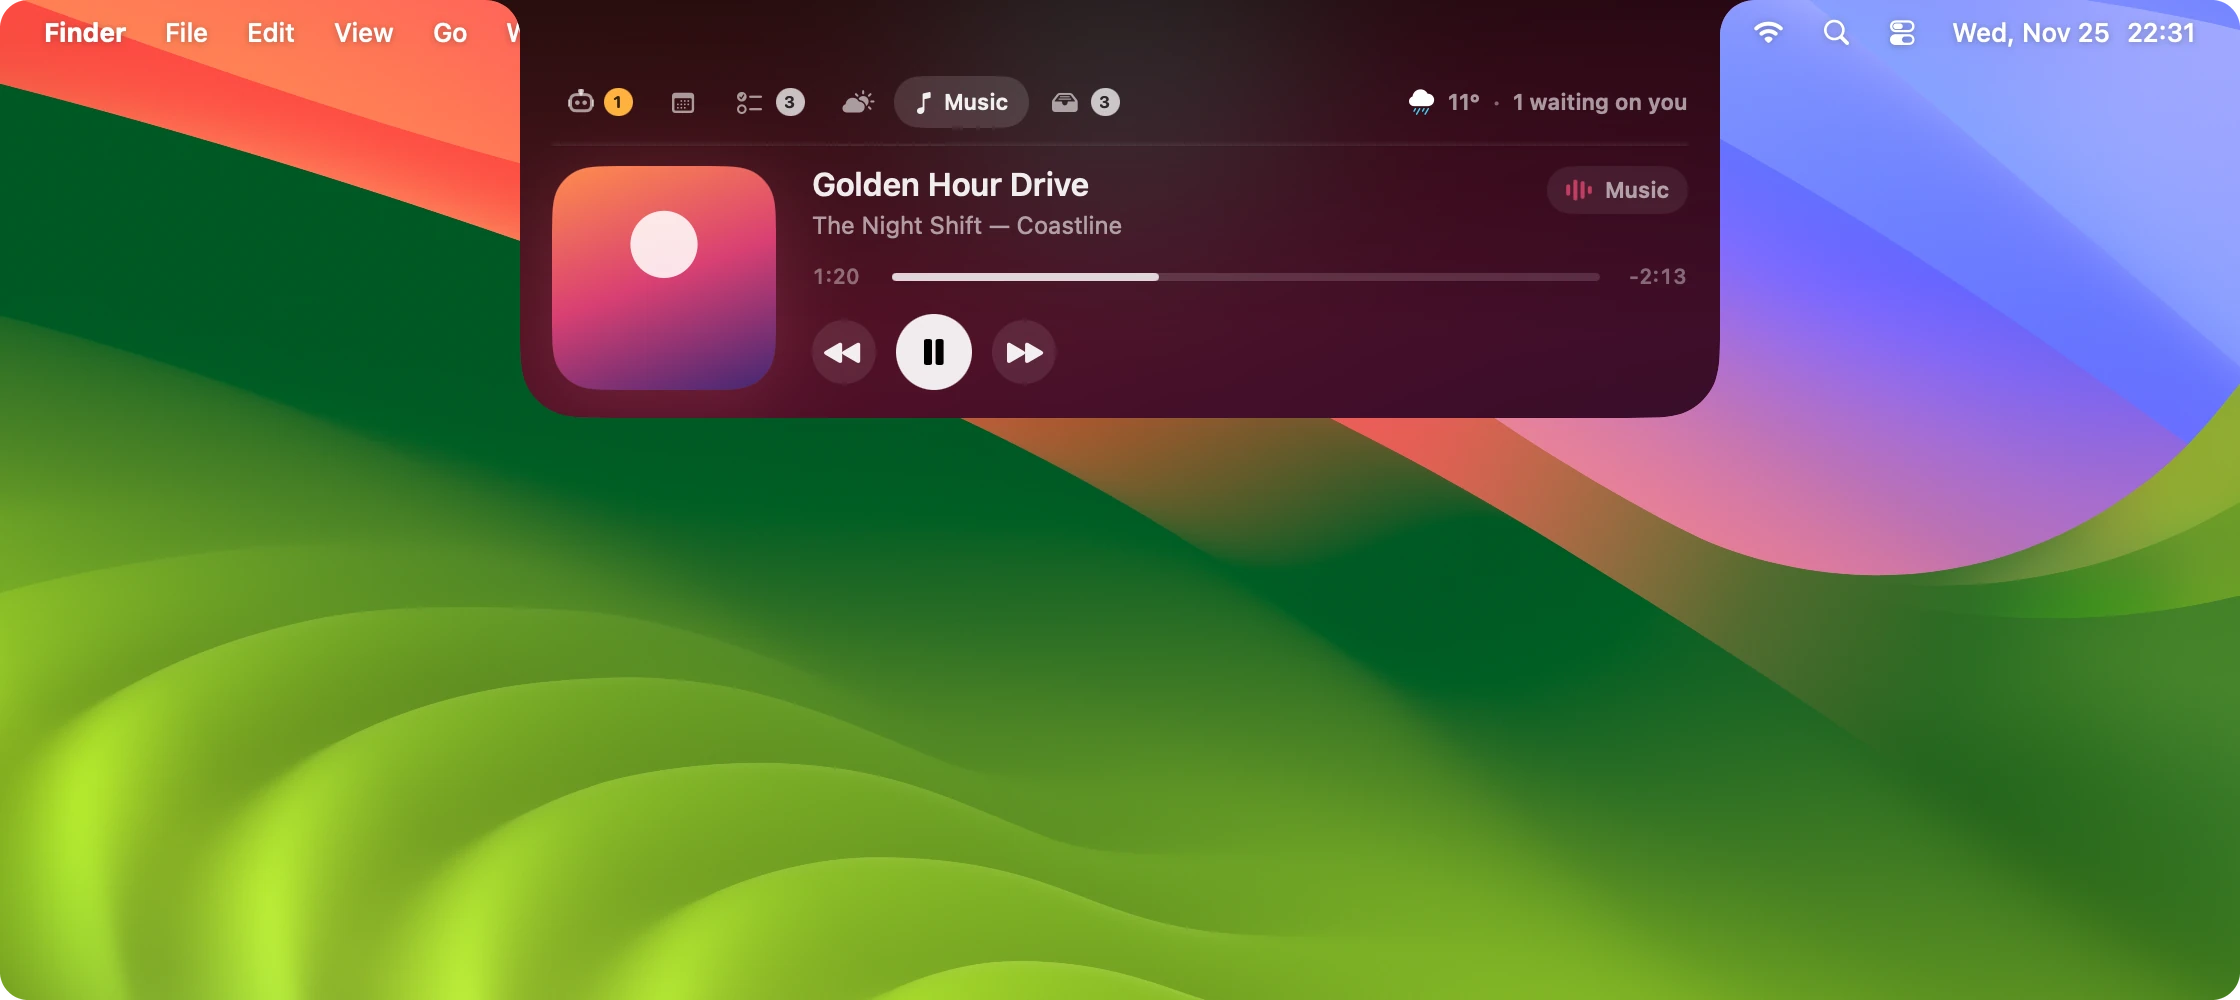 Finder File Edit View Go W
Wed, Nov 25 22:31
1 3 Music 3 11° · 1 waiting on you
Golden Hour Drive
Music
The Night Shift — Coastline
1:20 -2:13